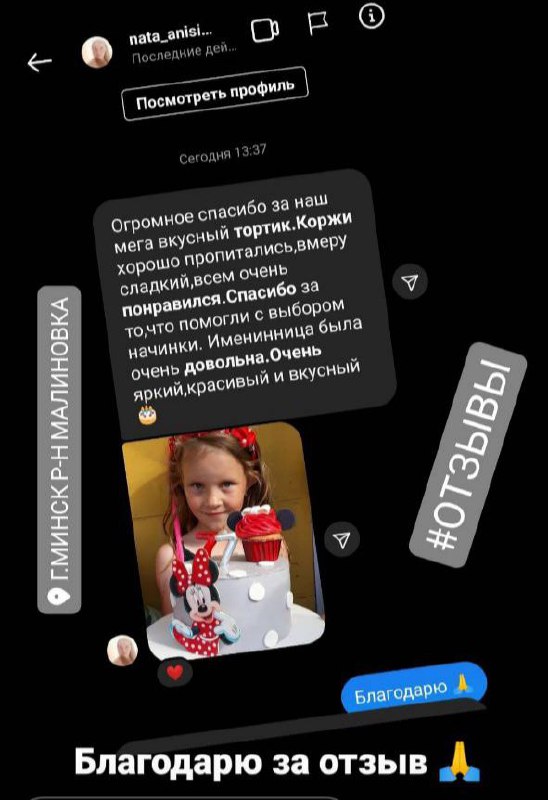 nata_anisi...
Последние дей...
Посмотреть профиль
Сегодня 13:37
Огромное спасибо за наш
мега вкусный тортик.Коржи
хорошо пропитались,вмеру
сладкий,всем очень
понравился.Спасибо за
то,что помогли с выбором
начинки. Именинница была
очень довольна.Очень
яркий,красивый и вкусный
🎂
Г.МИНСК Р-Н МАЛИНОВКА
#ОТЗЫВЫ
7
Благодарю 🙏
Благодарю за отзыв 🙏